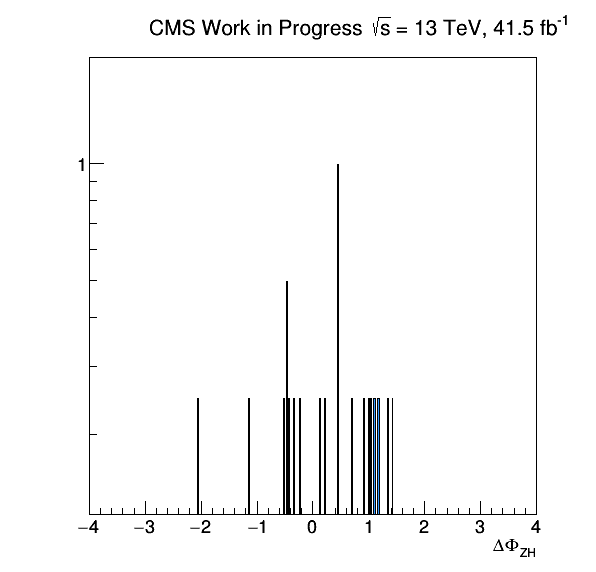 CMS Work in Progress √s = 13 TeV, 41.5 fb⁻¹
1
−4 −3 −2 −1 0 1 2 3 4
ΔΦ_ZH